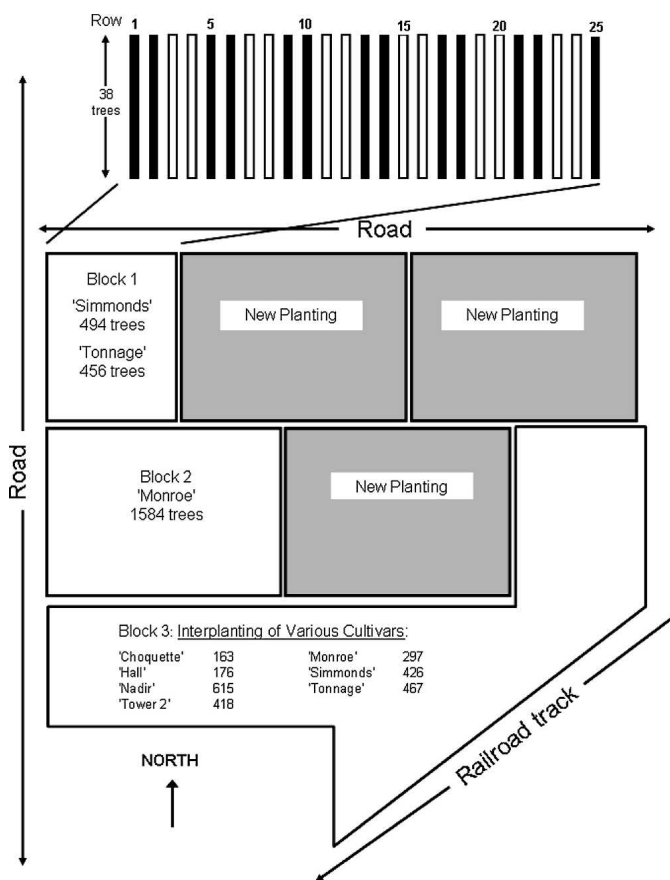 Row 1 5 10 15 20 25
38
trees
Road
Block 1
'Simmonds'
494 trees
'Tonnage'
456 trees
New Planting
New Planting
Road
Block 2
'Monroe'
1584 trees
New Planting
Block 3: Interplanting of Various Cultivars:
'Choquette' 163 'Monroe' 297
'Hall' 176 'Simmonds' 426
'Nadir' 615 'Tonnage' 467
'Tower 2' 418
Railroad track
NORTH